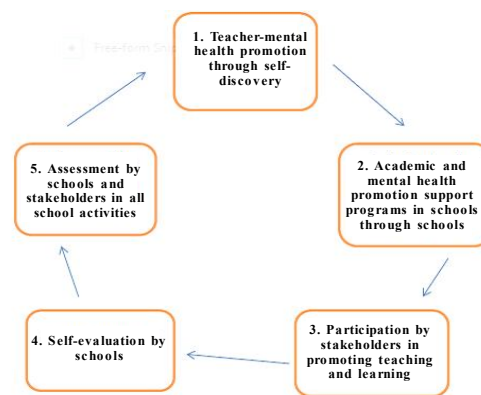 Free-form Sni
1. Teacher-mental
health promotion
through self-
discovery
2. Academic and
mental health
promotion support
programs in schools
through schools
3. Participation by
stakeholders in
promoting teaching
and learning
4. Self-evaluation by
schools
5. Assessment by
schools and
stakeholders in all
school activities